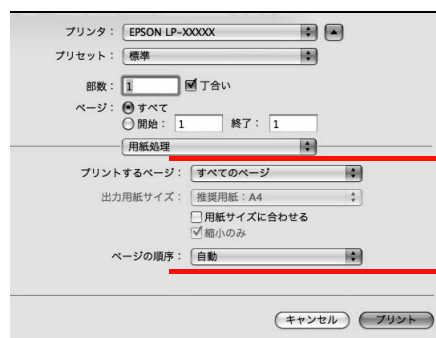 プリンタ： EPSON LP-XXXXX
プリセット： 標準
部数： 1 丁合い
ページ： すべて
開始： 1 終了： 1
用紙処理
プリントするページ： すべてのページ
出力用紙サイズ： 推奨用紙：A4
用紙サイズに合わせる
縮小のみ
ページの順序： 自動
キャンセル プリント